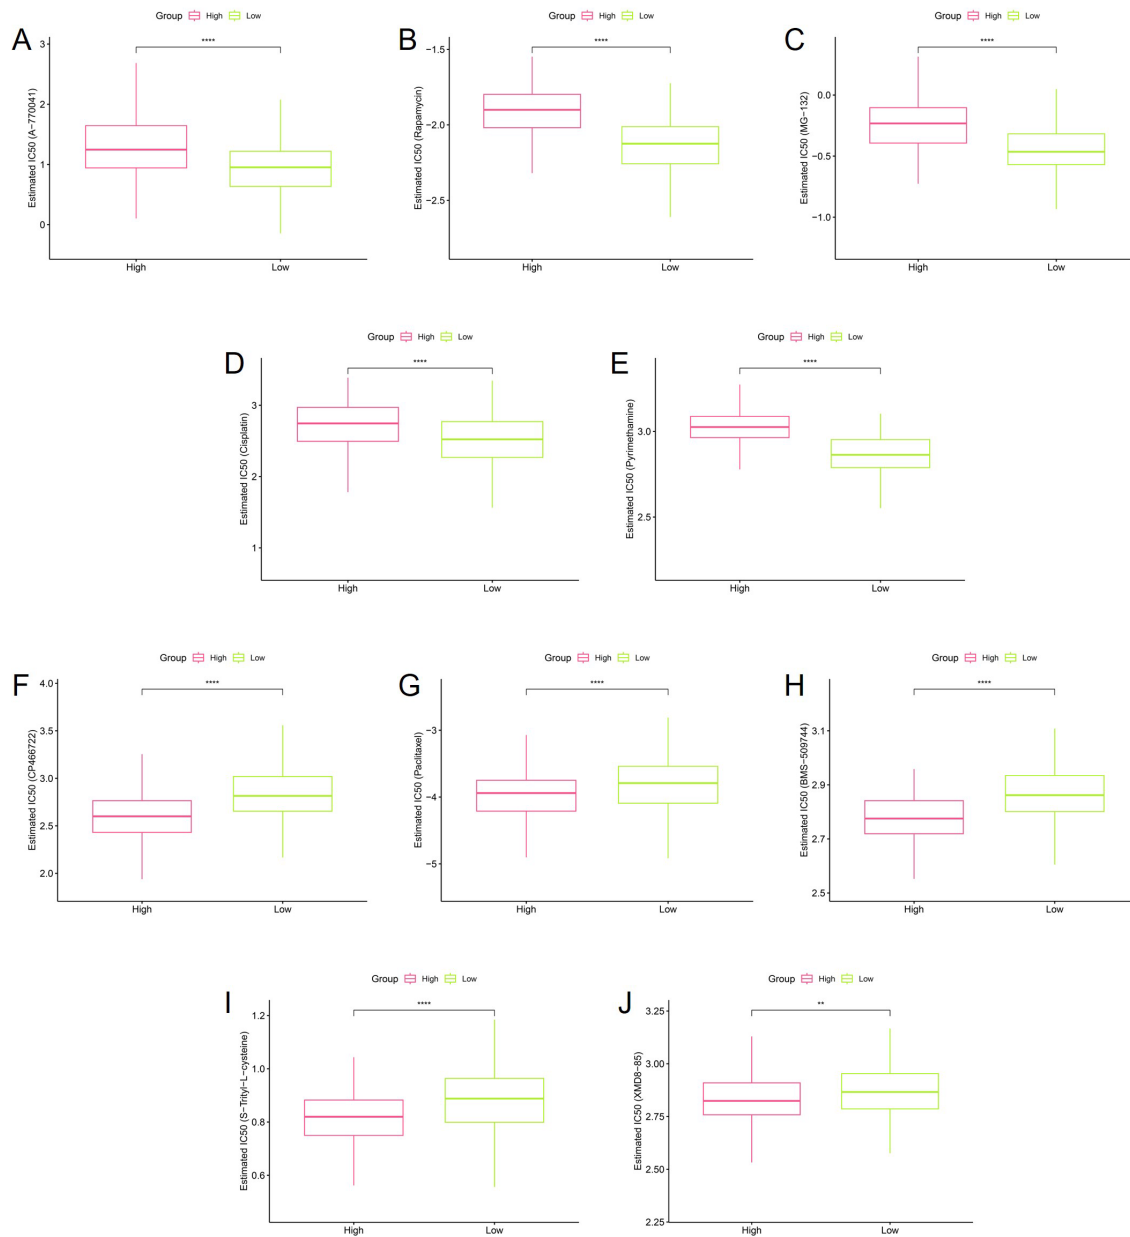 Group High Low
A
Estimated IC50 (A−770041)
****
3
2
1
0
High Low
Group High Low
B
Estimated IC50 (Rapamycin)
****
−1.5
−2.0
−2.5
High Low
Group High Low
C
Estimated IC50 (MG−132)
****
0.0
−0.5
−1.0
High Low
Group High Low
D
Estimated IC50 (Cisplatin)
****
3
2
1
High Low
Group High Low
E
Estimated IC50 (Pyrimethamine)
****
3.0
2.5
High Low
Group High Low
F
Estimated IC50 (CP466722)
****
4.0
3.5
3.0
2.5
2.0
High Low
Group High Low
G
Estimated IC50 (Paclitaxel)
****
−3
−4
−5
High Low
Group High Low
H
Estimated IC50 (BMS−509744)
****
3.1
2.9
2.7
2.5
High Low
Group High Low
I
Estimated IC50 (S−Trityl−L−cysteine)
****
1.2
1.0
0.8
0.6
High Low
Group High Low
J
Estimated IC50 (XMD8−85)
**
3.25
3.00
2.75
2.50
2.25
High Low